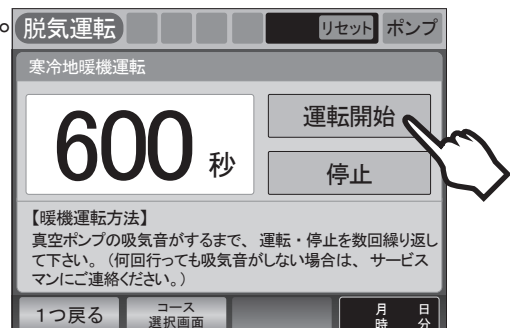 。
脱気運転 リセット ポンプ
寒冷地暖機運転
600 秒
運転開始
停止
【暖機運転方法】
真空ポンプの吸気音がするまで、運転・停止を数回繰り返し
て下さい。（何回行っても吸気音がしない場合は、サービス
マンにご連絡ください。）
1つ戻る
コース
選択画面
月 日
時 分